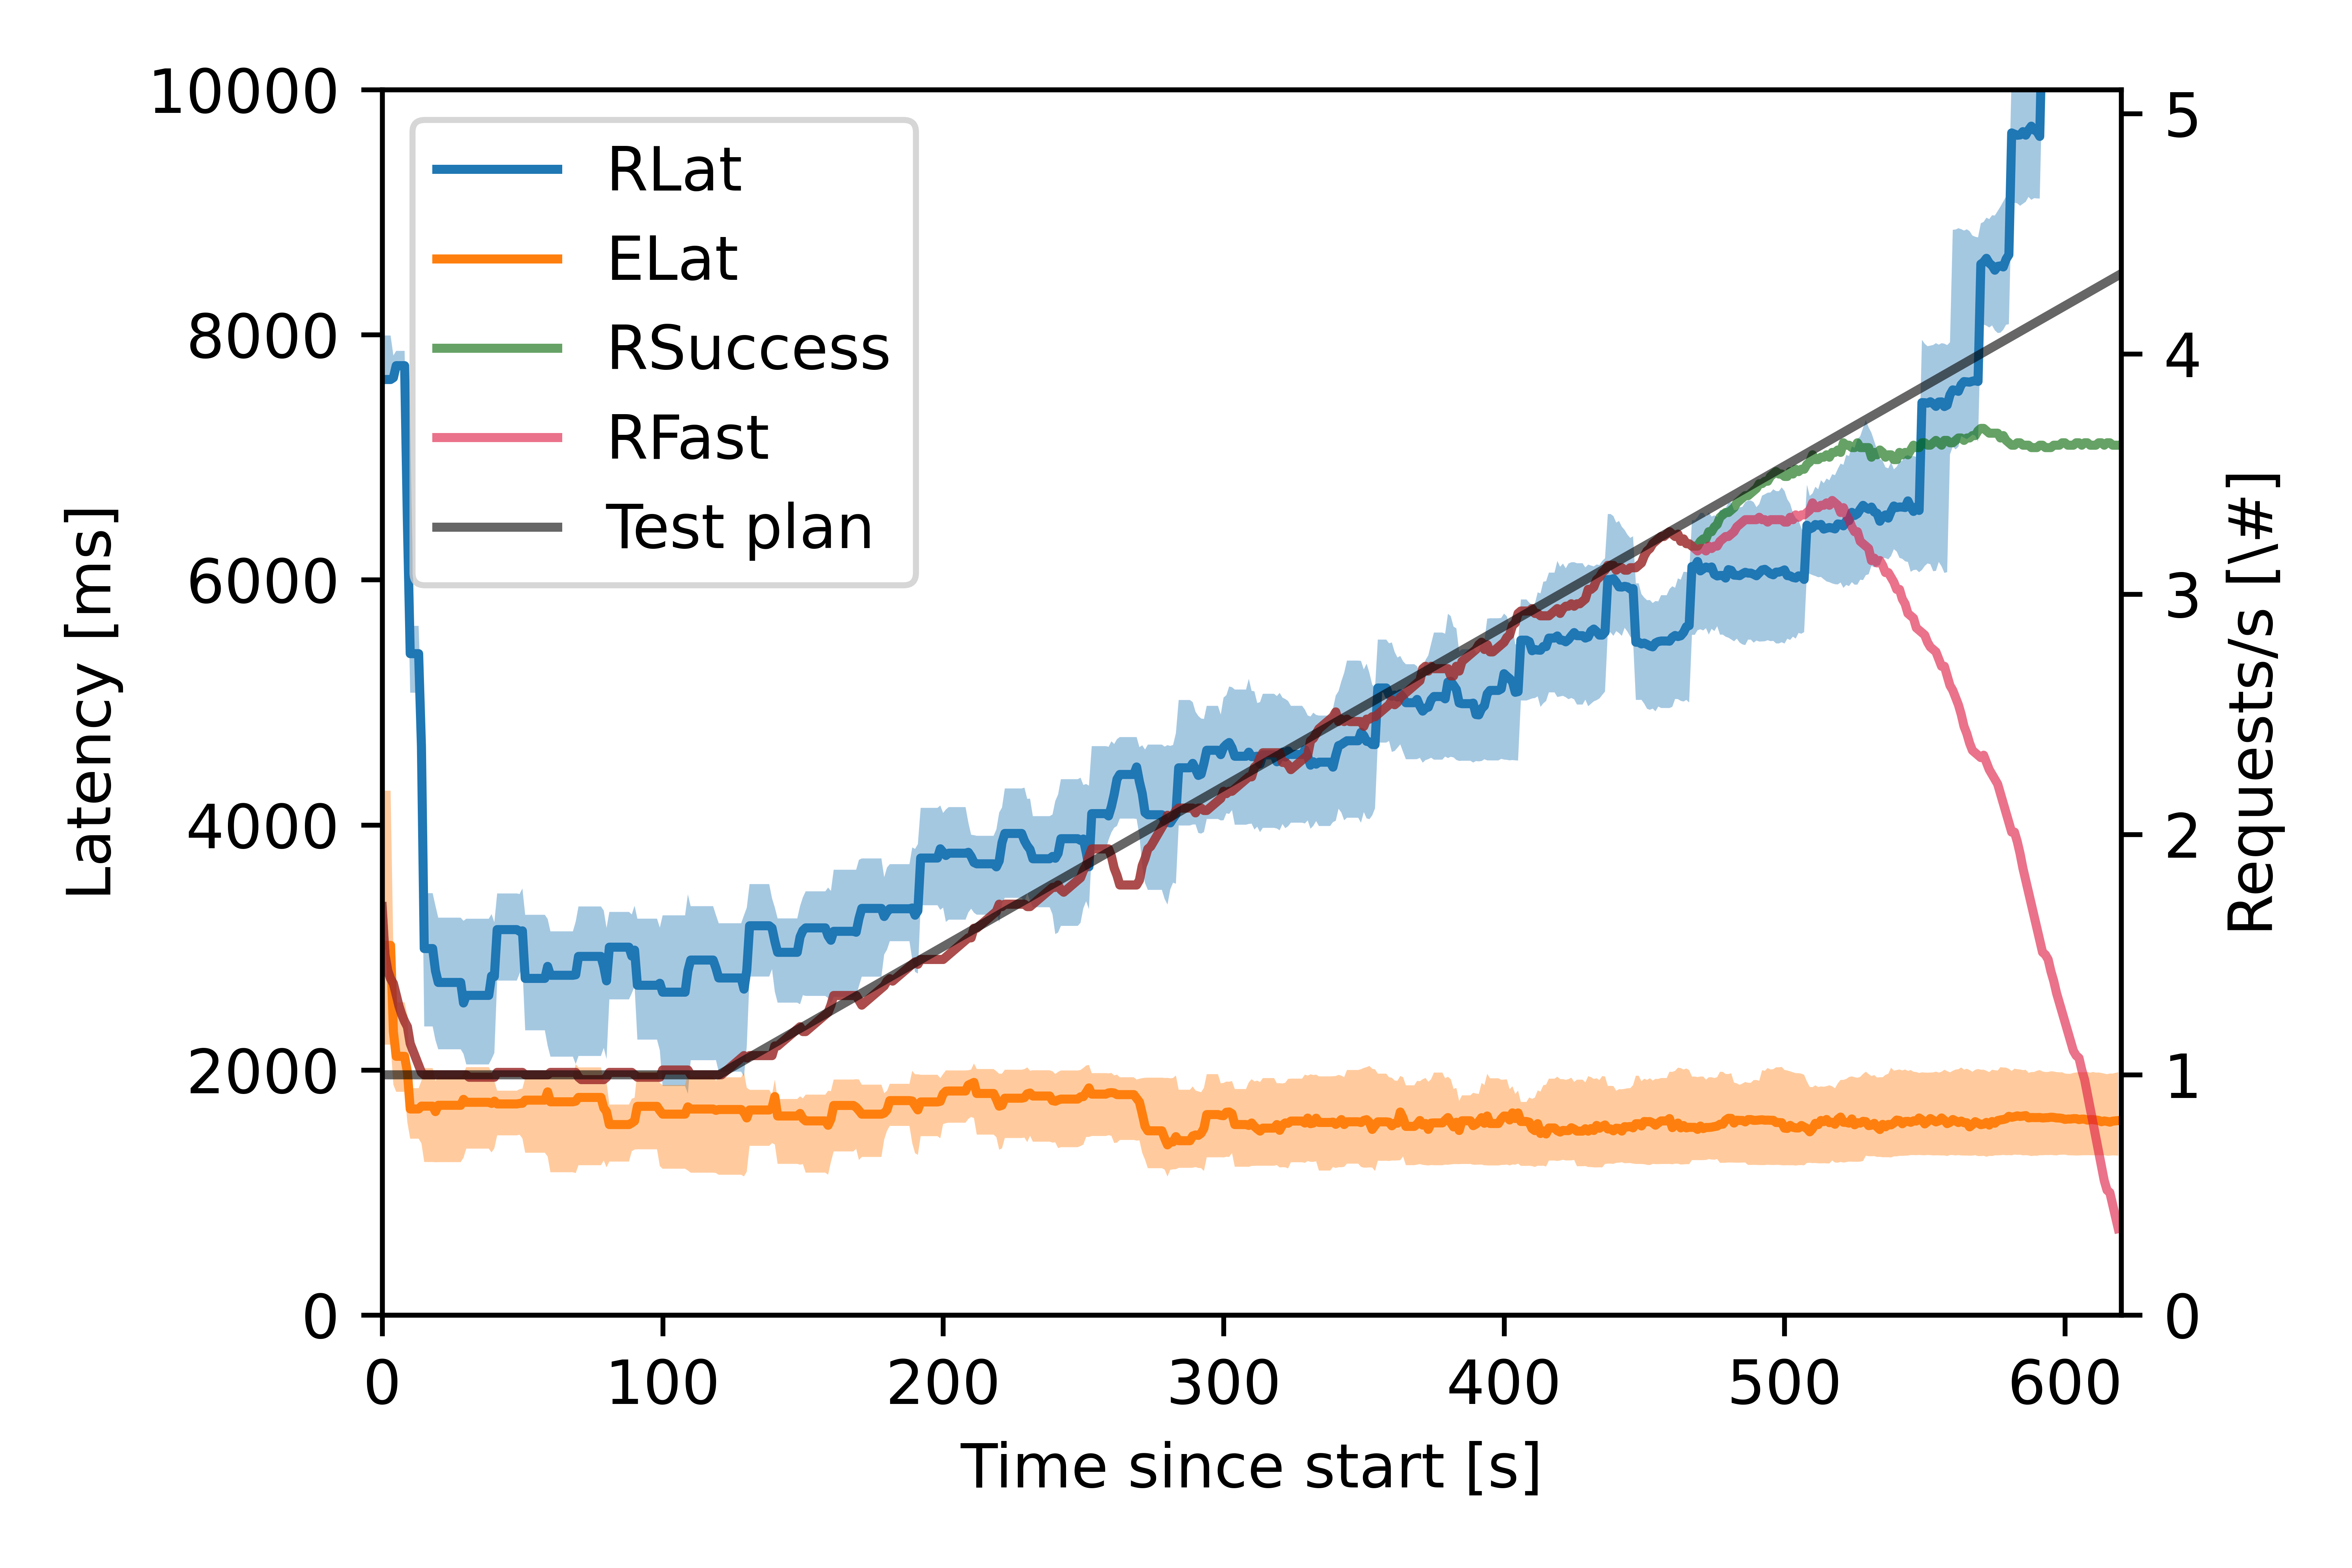 10000
8000
6000
4000
2000
0
Latency [ms]
RLat
ELat
RSuccess
RFast
Test plan
5
4
3
2
1
0
Requests/s [\#]
0 100 200 300 400 500 600
Time since start [s]